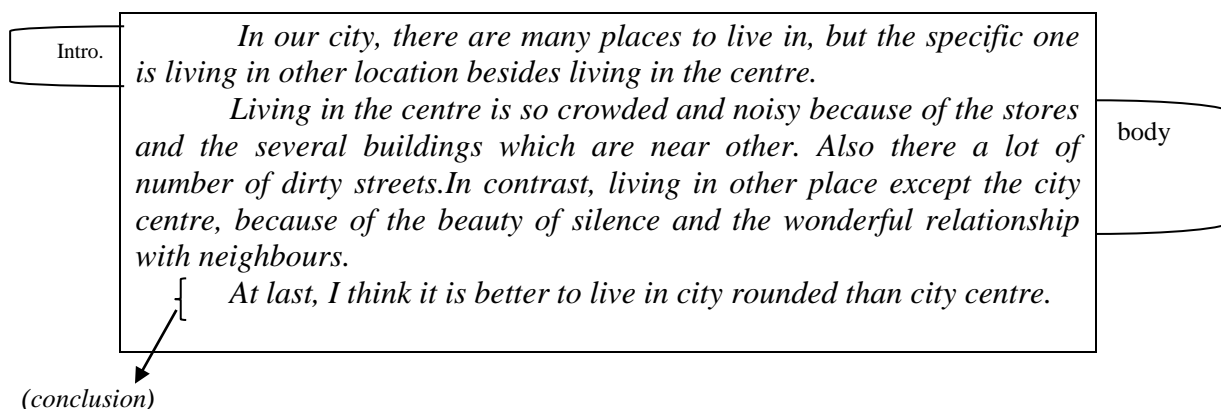 Intro.
In our city, there are many places to live in, but the specific one
is living in other location besides living in the centre.
Living in the centre is so crowded and noisy because of the stores
and the several buildings which are near other. Also there a lot of
number of dirty streets.In contrast, living in other place except the city
centre, because of the beauty of silence and the wonderful relationship
with neighbours.
At last, I think it is better to live in city rounded than city centre.
body
(conclusion)